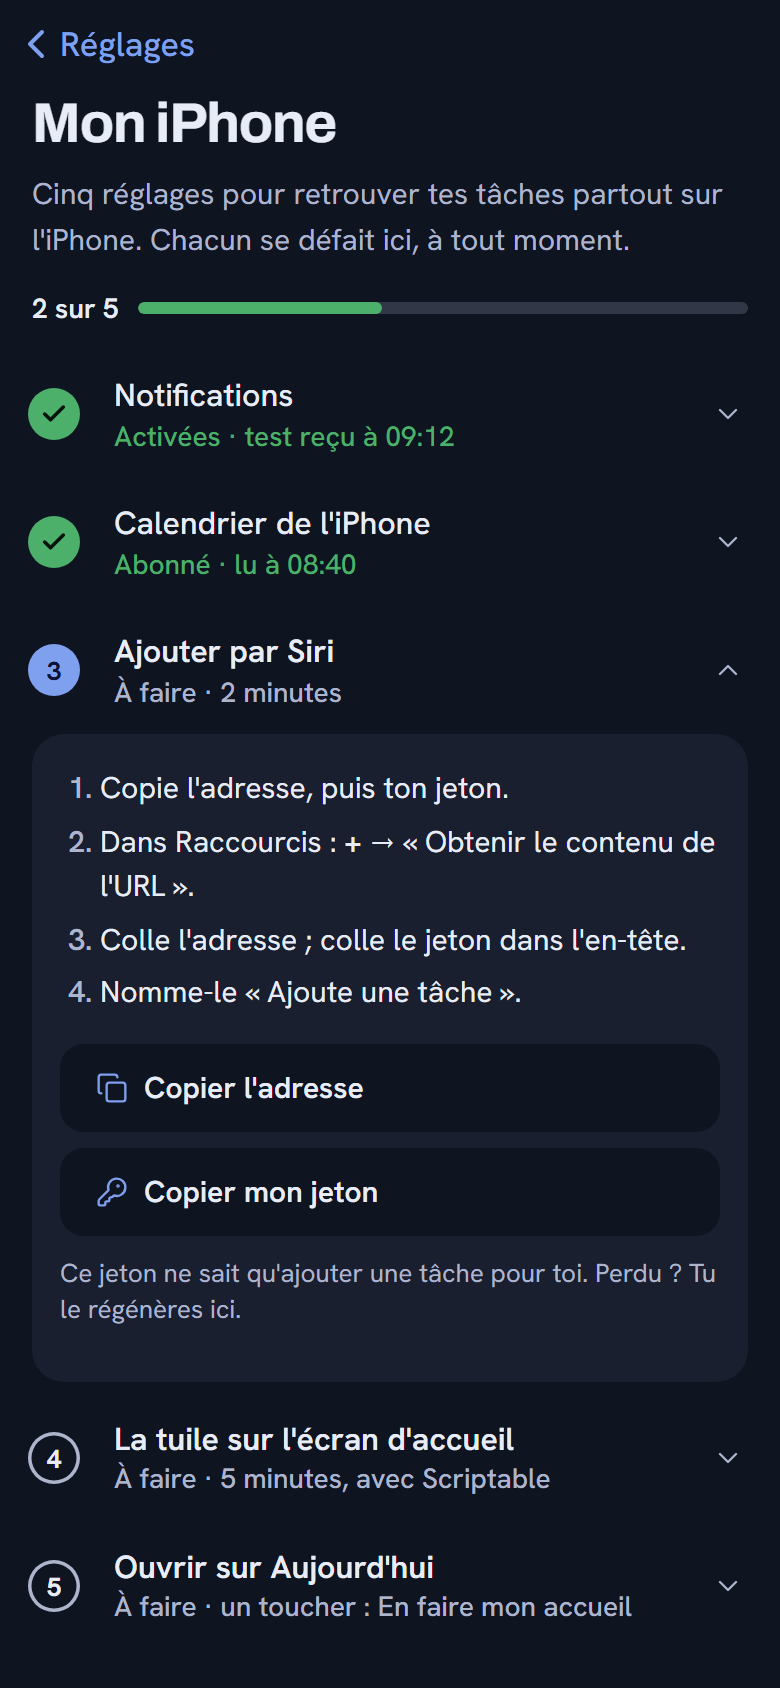 Réglages
Mon iPhone
Cinq réglages pour retrouver tes tâches partout sur
l'iPhone. Chacun se défait ici, à tout moment.
2 sur 5
Notifications
Activées · test reçu à 09:12
Calendrier de l'iPhone
Abonné · lu à 08:40
3
Ajouter par Siri
À faire · 2 minutes
1. Copie l'adresse, puis ton jeton.
2. Dans Raccourcis : + → « Obtenir le contenu de
l'URL ».
3. Colle l'adresse ; colle le jeton dans l'en-tête.
4. Nomme-le « Ajoute une tâche ».
Copier l'adresse
Copier mon jeton
Ce jeton ne sait qu'ajouter une tâche pour toi. Perdu ? Tu
le régénères ici.
4
La tuile sur l'écran d'accueil
À faire · 5 minutes, avec Scriptable
5
Ouvrir sur Aujourd'hui
À faire · un toucher : En faire mon accueil